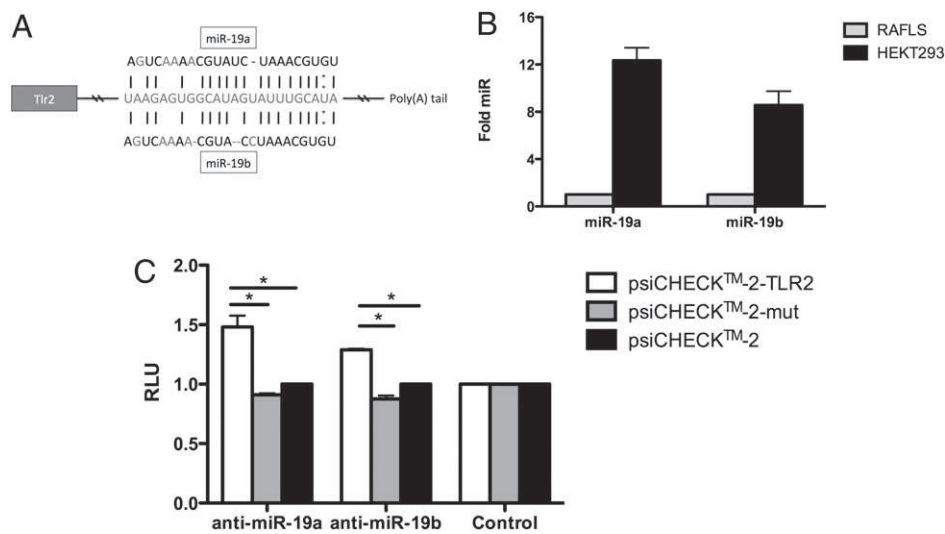 A
miR-19a
AGUCAAAACGUAUC - UAAACGUGU
Tlr2
UAAGAGUGGCAUAGUAUUUGCAUA
Poly(A) tail
AGUCAAAA-CGUA--CCUAAACGUGU
miR-19b
B
Fold miR
16
12
8
4
0
miR-19a
miR-19b
RAFLS
HEKT293
C
RLU
2.0
1.5
1.0
0.5
0.0
*
*
*
*
anti-miR-19a
anti-miR-19b
Control
psiCHECK™-2-TLR2
psiCHECK™-2-mut
psiCHECK™-2